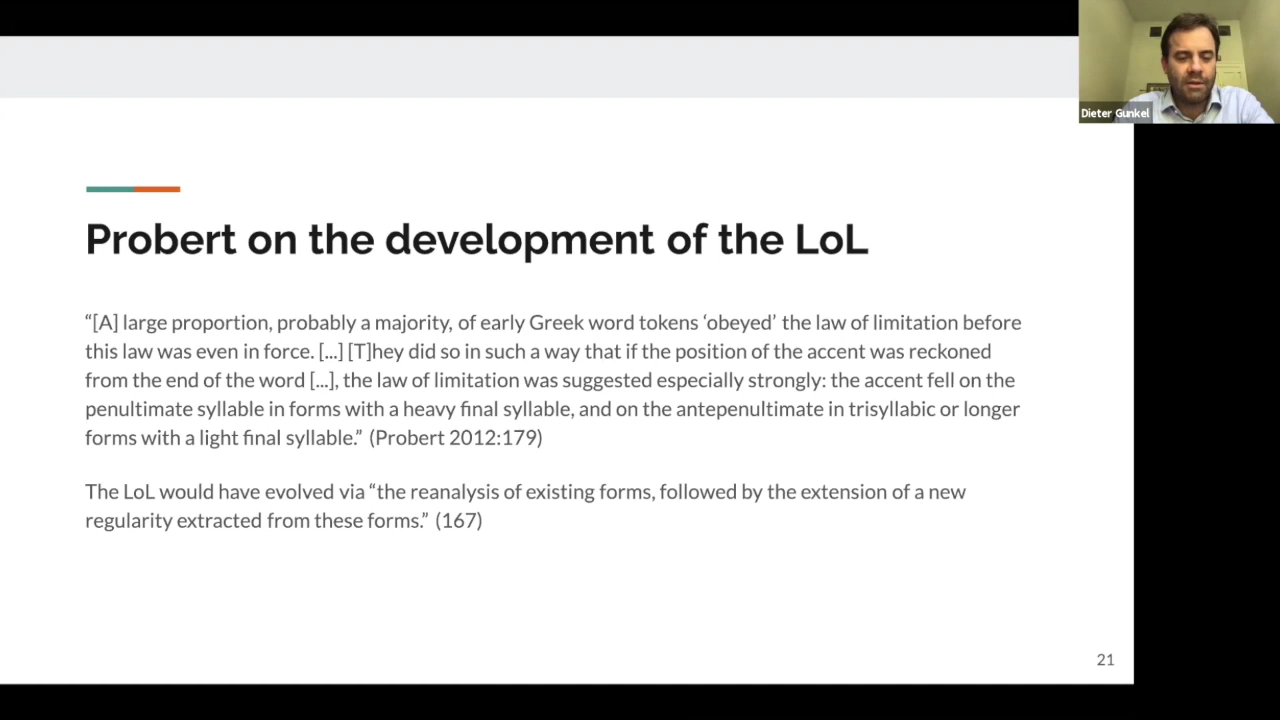 Dieter Gunkel
Probert on the development of the LoL
“[A] large proportion, probably a majority, of early Greek word tokens ‘obeyed’ the law of limitation before
this law was even in force. [...] [T]hey did so in such a way that if the position of the accent was reckoned
from the end of the word [...], the law of limitation was suggested especially strongly: the accent fell on the
penultimate syllable in forms with a heavy final syllable, and on the antepenultimate in trisyllabic or longer
forms with a light final syllable.” (Probert 2012:179)
The LoL would have evolved via “the reanalysis of existing forms, followed by the extension of a new
regularity extracted from these forms.” (167)
21